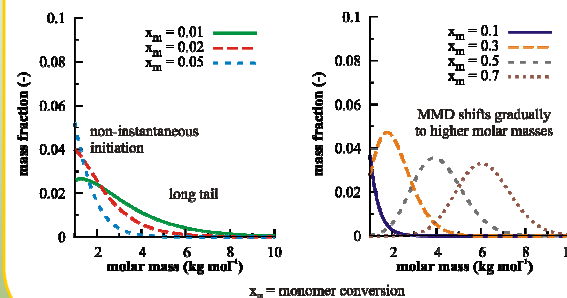 0.1
0.08
0.06
0.04
0.02
0
mass fraction (-)
x_m = 0.01
x_m = 0.02
x_m = 0.05
non-instantaneous
initiation
long tail
2 4 6 8 10
molar mass (kg mol⁻¹)
0.1
0.08
0.06
0.04
0.02
0
mass fraction (-)
x_m = 0.1
x_m = 0.3
x_m = 0.5
x_m = 0.7
MMD shifts gradually
to higher molar masses
2 4 6 8
molar mass (kg mol⁻¹)
x_m = monomer conversion